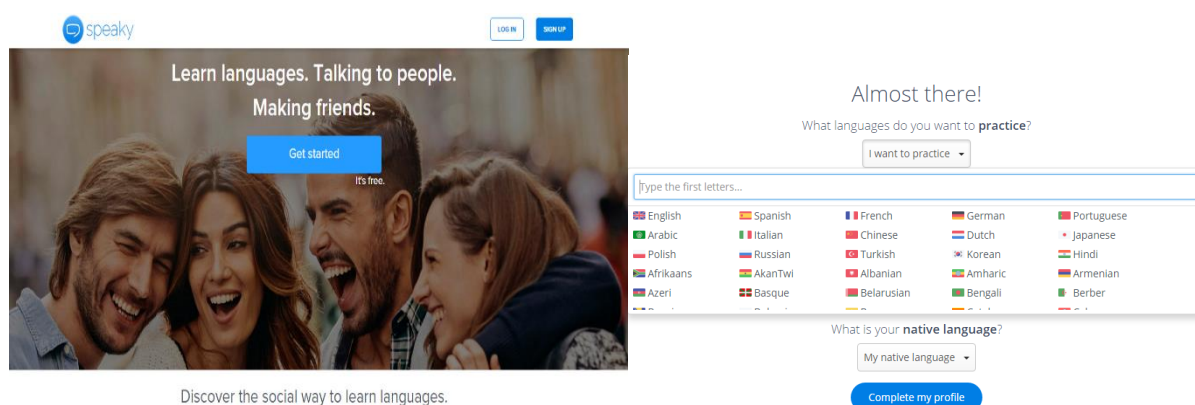 speaky
LOG IN
SIGN UP
Learn languages. Talking to people.
Making friends.
Get started
It's free.
Discover the social way to learn languages.
Almost there!
What languages do you want to practice?
I want to practice
Type the first letters...
English Spanish French German Portuguese
Arabic Italian Chinese Dutch Japanese
Polish Russian Turkish Korean Hindi
Afrikaans AkanTwi Albanian Amharic Armenian
Azeri Basque Belarusian Bengali Berber
What is your native language?
My native language
Complete my profile